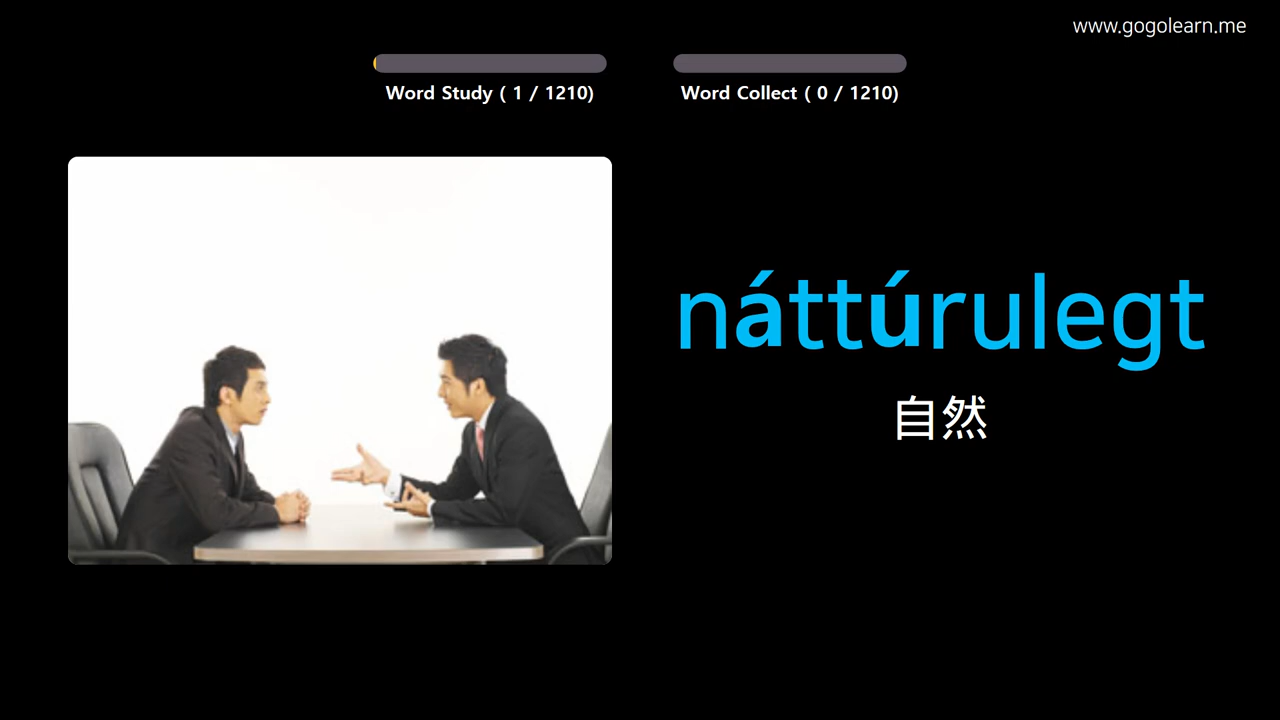 www.gogolearn.me
Word Study ( 1 / 1210)
Word Collect ( 0 / 1210)
náttúrulegt
自然